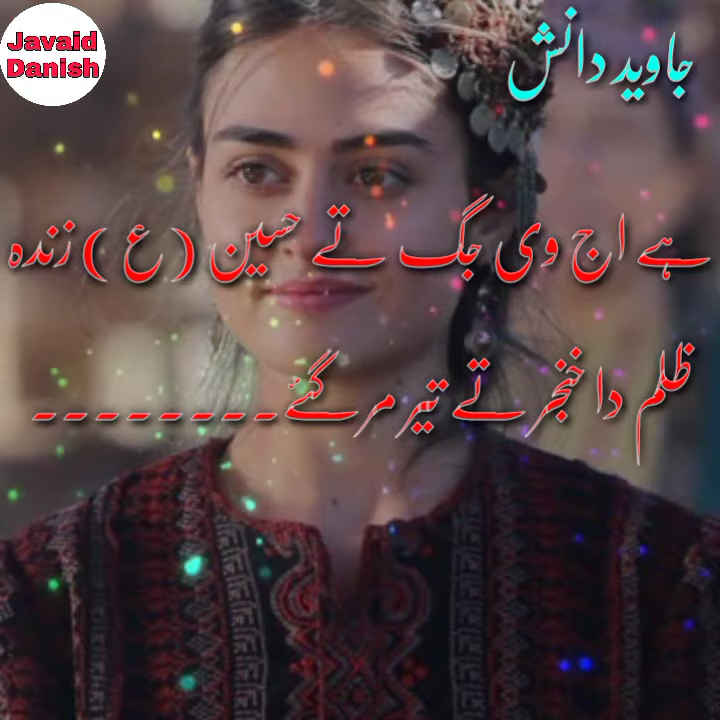 Javaid
Danish
جاوید دانش
ہے اج وی جگ تے حسین (ع) زندہ
ظلم دا خنجر تے تیر مر گئے--------